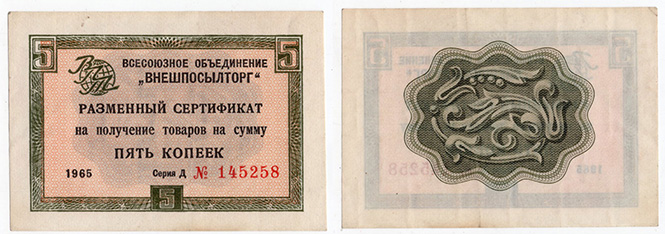 5 5
ВПТ
ВСЕСОЮЗНОЕ ОБЪЕДИНЕНИЕ
„ВНЕШПОСЫЛТОРГ“
РАЗМЕННЫЙ СЕРТИФИКАТ
на получение товаров на сумму
ПЯТЬ КОПЕЕК
1965 Серия Д № 145258
5